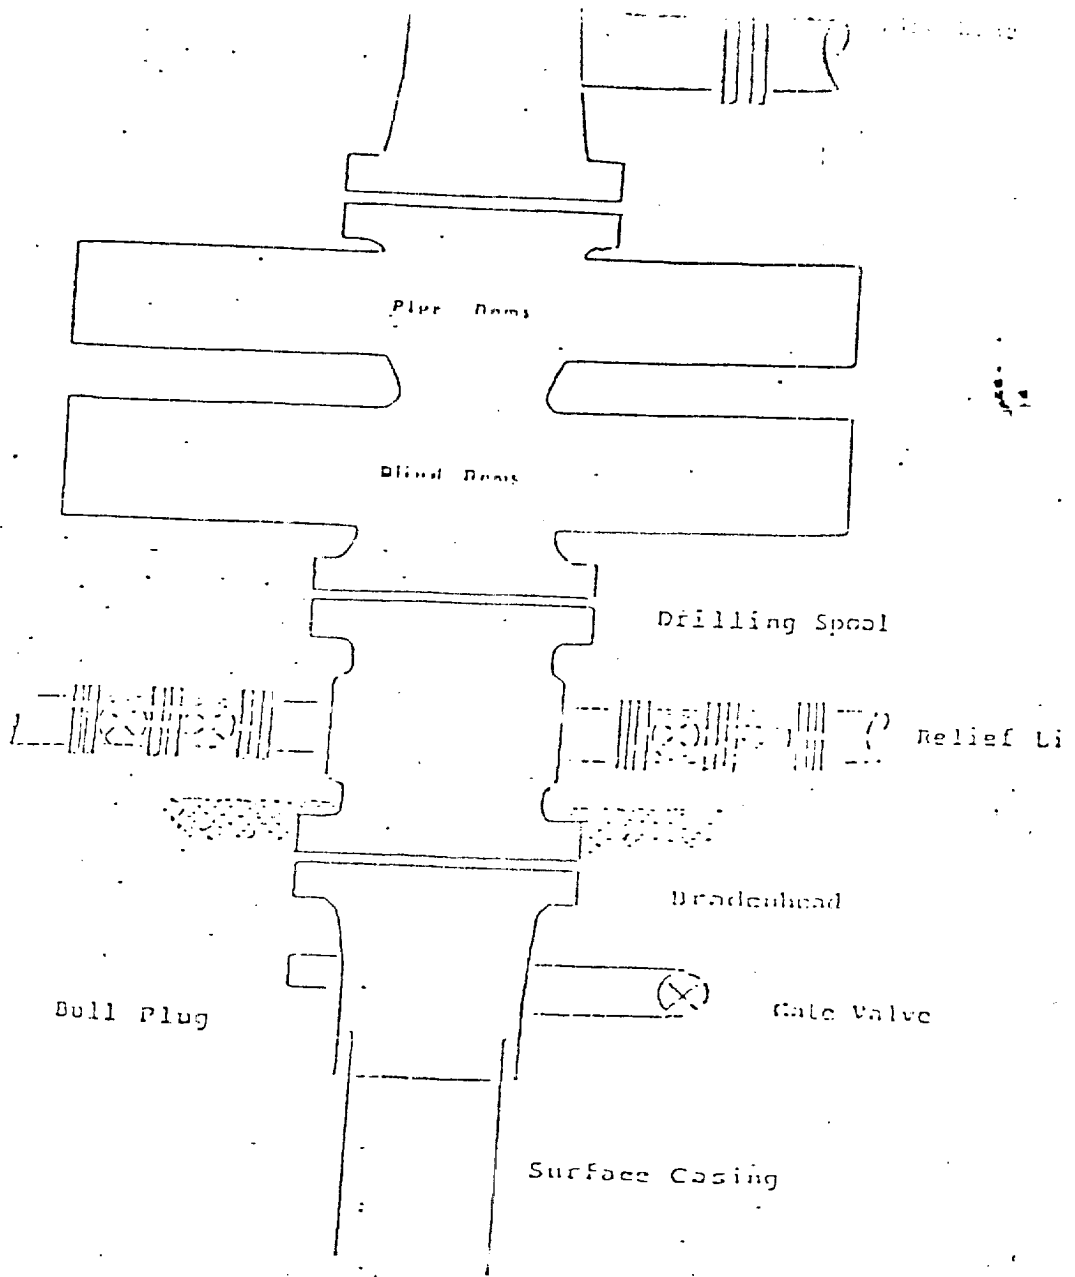 Pipe Rams
Blind Rams
Drilling Spool
Relief Li
Bradenhead
Bull Plug
Gate Valve
Surface Casing